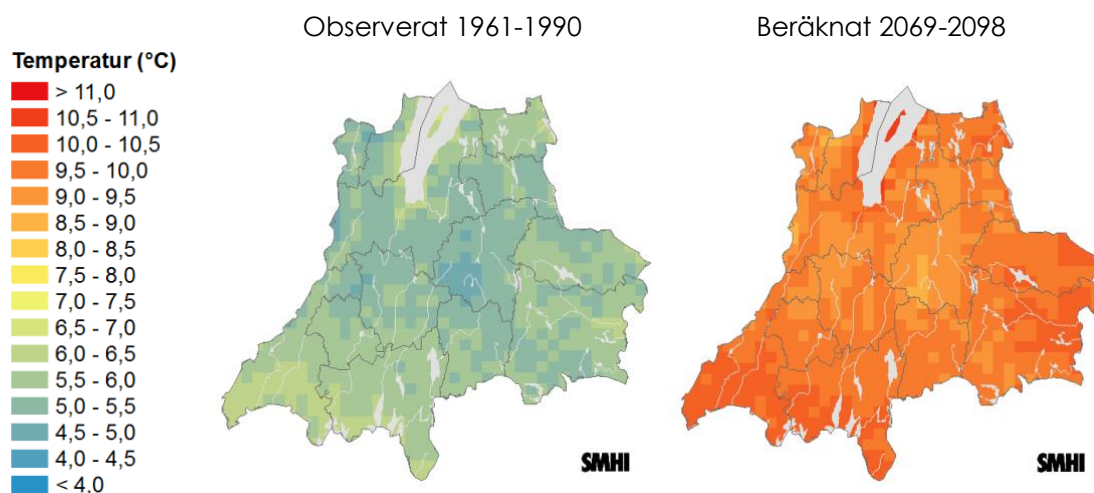 Observerat 1961-1990
Beräknat 2069-2098
Temperatur (°C)
> 11,0
10,5 - 11,0
10,0 - 10,5
9,5 - 10,0
9,0 - 9,5
8,5 - 9,0
8,0 - 8,5
7,5 - 8,0
7,0 - 7,5
6,5 - 7,0
6,0 - 6,5
5,5 - 6,0
5,0 - 5,5
4,5 - 5,0
4,0 - 4,5
< 4.0
SMHI
SMHI